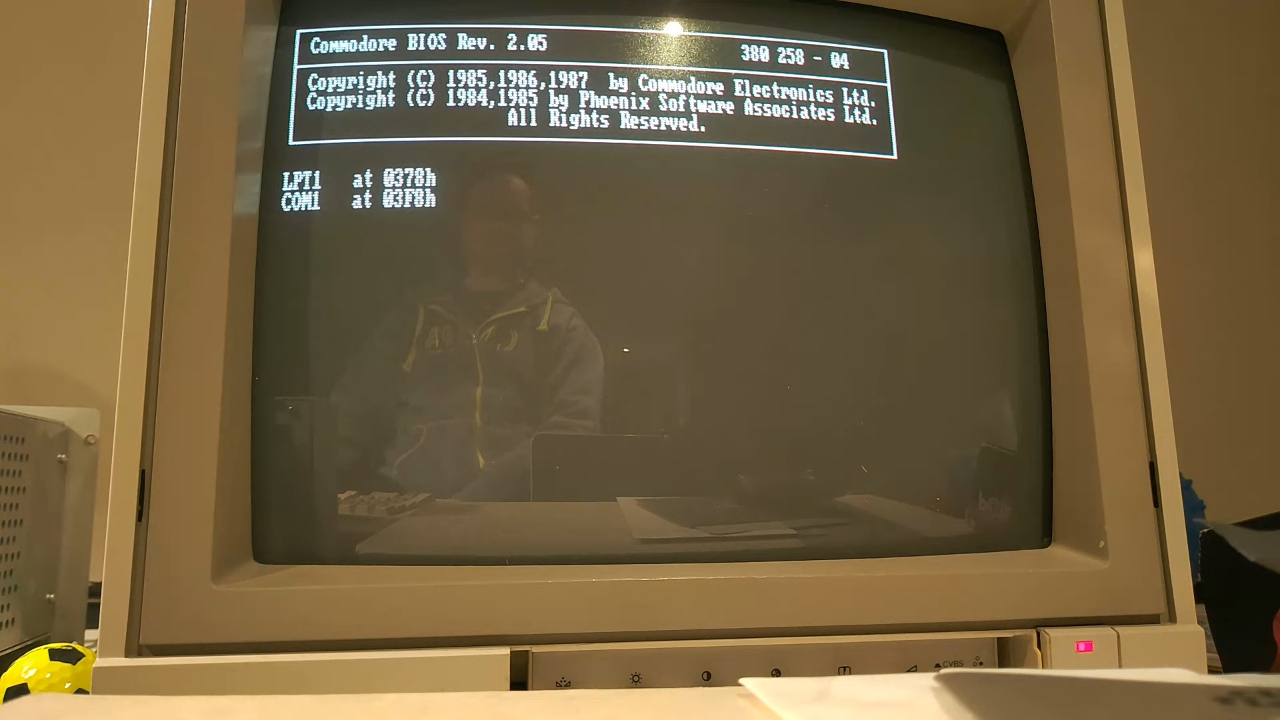 Commodore BIOS Rev. 2.05 380 258 - 04
Copyright (C) 1985,1986,1987 by Commodore Electronics Ltd.
Copyright (C) 1984,1985 by Phoenix Software Associates Ltd.
All Rights Reserved.
LPT1 at 0378h
COM1 at 03F8h
CVBS